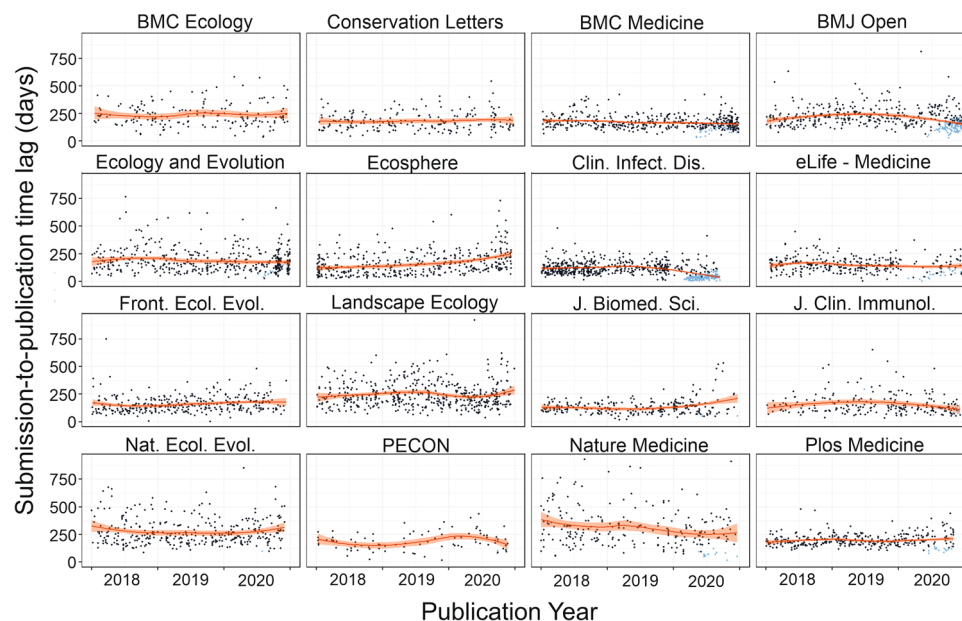 BMC Ecology Conservation Letters BMC Medicine BMJ Open
Ecology and Evolution Ecosphere Clin. Infect. Dis. eLife - Medicine
Front. Ecol. Evol. Landscape Ecology J. Biomed. Sci. J. Clin. Immunol.
Nat. Ecol. Evol. PECON Nature Medicine Plos Medicine
Submission-to-publication time lag (days)
750
500
250
0
750
500
250
0
750
500
250
0
750
500
250
0
2018 2019 2020 2018 2019 2020 2018 2019 2020 2018 2019 2020
Publication Year